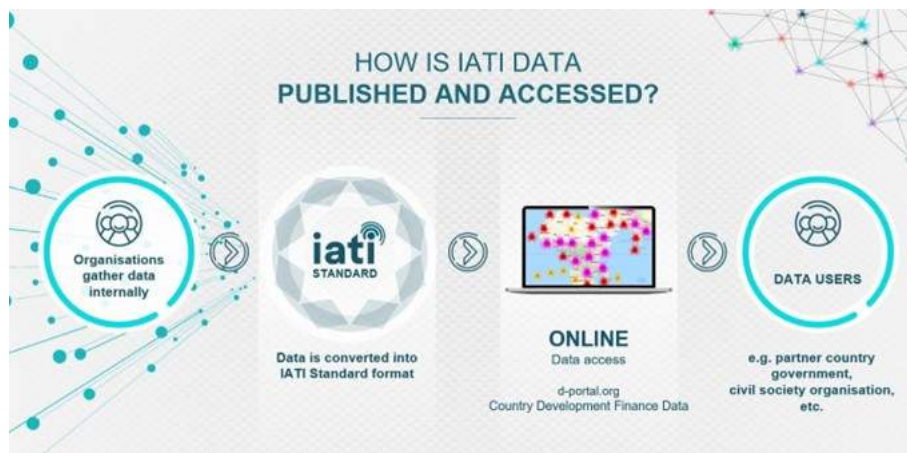 HOW IS IATI DATA
PUBLISHED AND ACCESSED?
Organisations
gather data
internally
iati
STANDARD
Data is converted into
IATI Standard format
ONLINE
Data access
d-portal.org
Country Development Finance Data
DATA USERS
e.g. partner country
government,
civil society organisation,
etc.